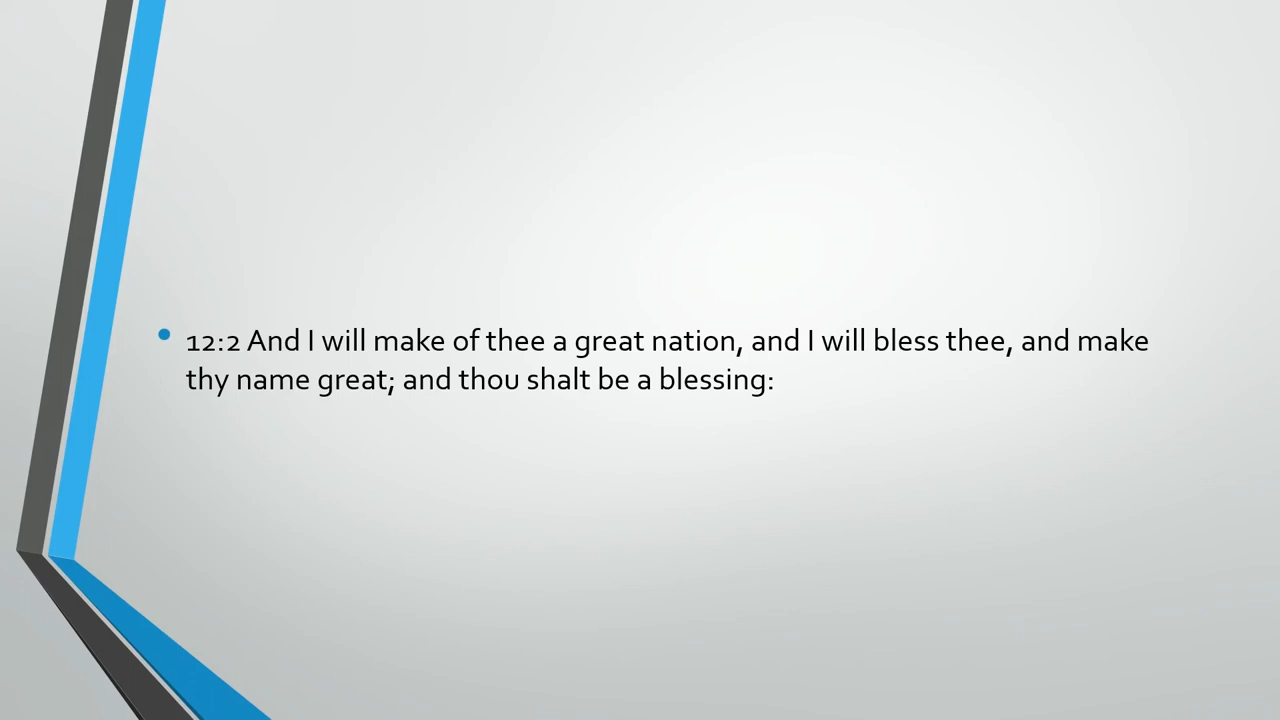 • 12:2 And I will make of thee a great nation, and I will bless thee, and make
thy name great; and thou shalt be a blessing: